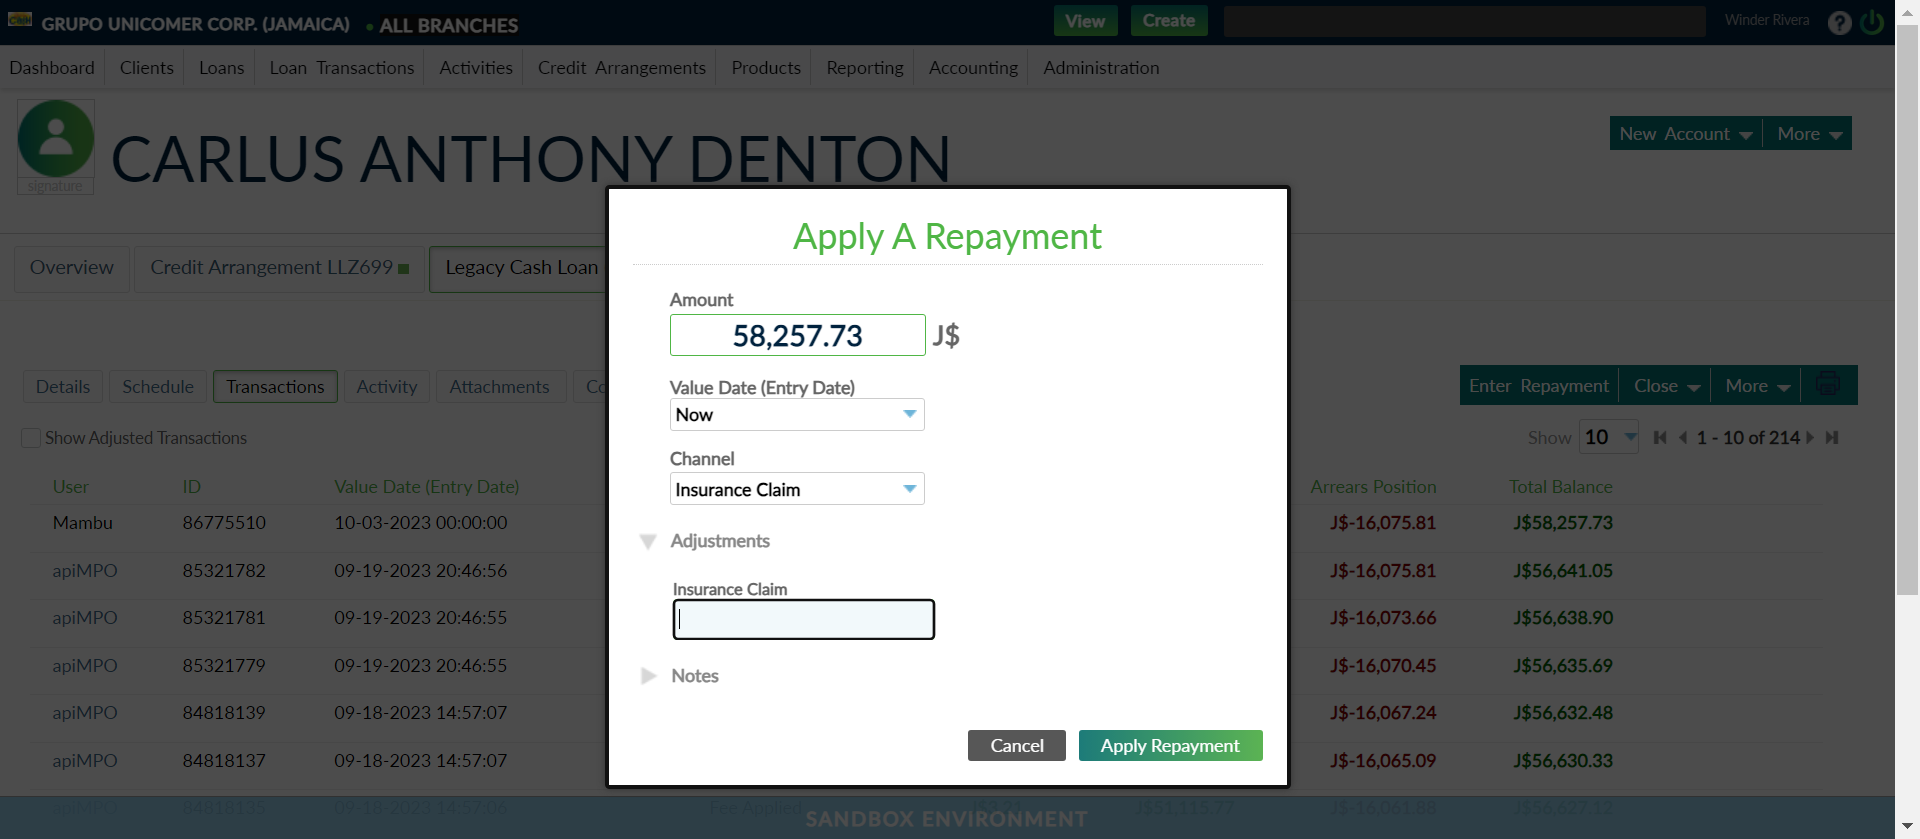 GRUPO UNICOMER CORP. (JAMAICA) • ALL BRANCHES View Create Winder Rivera ?
Dashboard Clients Loans Loan Transactions Activities Credit Arrangements Products Reporting Accounting Administration
signature
CARLUS ANTHONY DENTON
New Account More
Overview Credit Arrangement LLZ699 Legacy Cash Loan
Details Schedule Transactions Activity Attachments Co
Enter Repayment Close More
Show Adjusted Transactions
Show 10 1 - 10 of 214
User ID Value Date (Entry Date) Arrears Position Total Balance
Mambu 86775510 10-03-2023 00:00:00 J$-16,075.81 J$58,257.73
apiMPO 85321782 09-19-2023 20:46:56 J$-16,075.81 J$56,641.05
apiMPO 85321781 09-19-2023 20:46:55 J$-16,073.66 J$56,638.90
apiMPO 85321779 09-19-2023 20:46:55 J$-16,070.45 J$56,635.69
apiMPO 84818139 09-18-2023 14:57:07 J$-16,067.24 J$56,632.48
apiMPO 84818137 09-18-2023 14:57:07 J$-16,065.09 J$56,630.33
apiMPO 84818135 09-18-2023 14:57:06 Fee Applied J$3.21 J$51,115.77 J$-16,061.88 J$56,627.12
Apply A Repayment
Amount
58,257.73 J$
Value Date (Entry Date)
Now
Channel
Insurance Claim
Adjustments
Insurance Claim
Notes
Cancel Apply Repayment
SANDBOX ENVIRONMENT